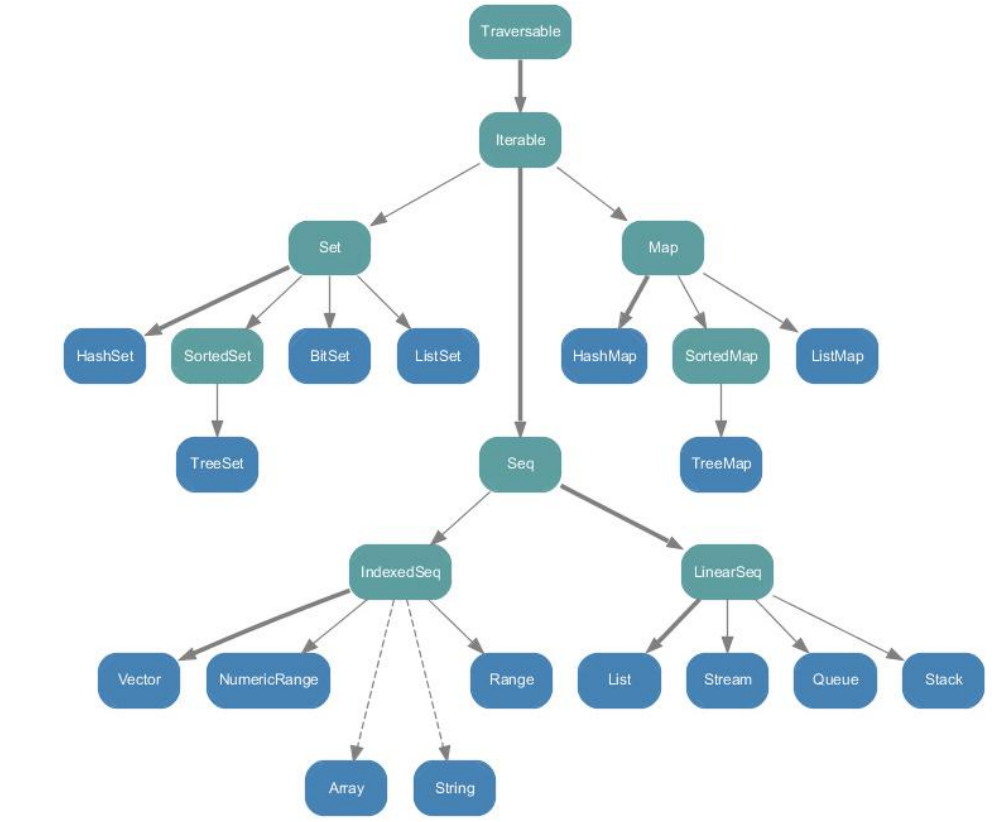 Traversable
Iterable
Set
Map
HashSet
SortedSet
BitSet
ListSet
HashMap
SortedMap
ListMap
TreeSet
Seq
TreeMap
IndexedSeq
LinearSeq
Vector
NumericRange
Range
List
Stream
Queue
Stack
Array
String